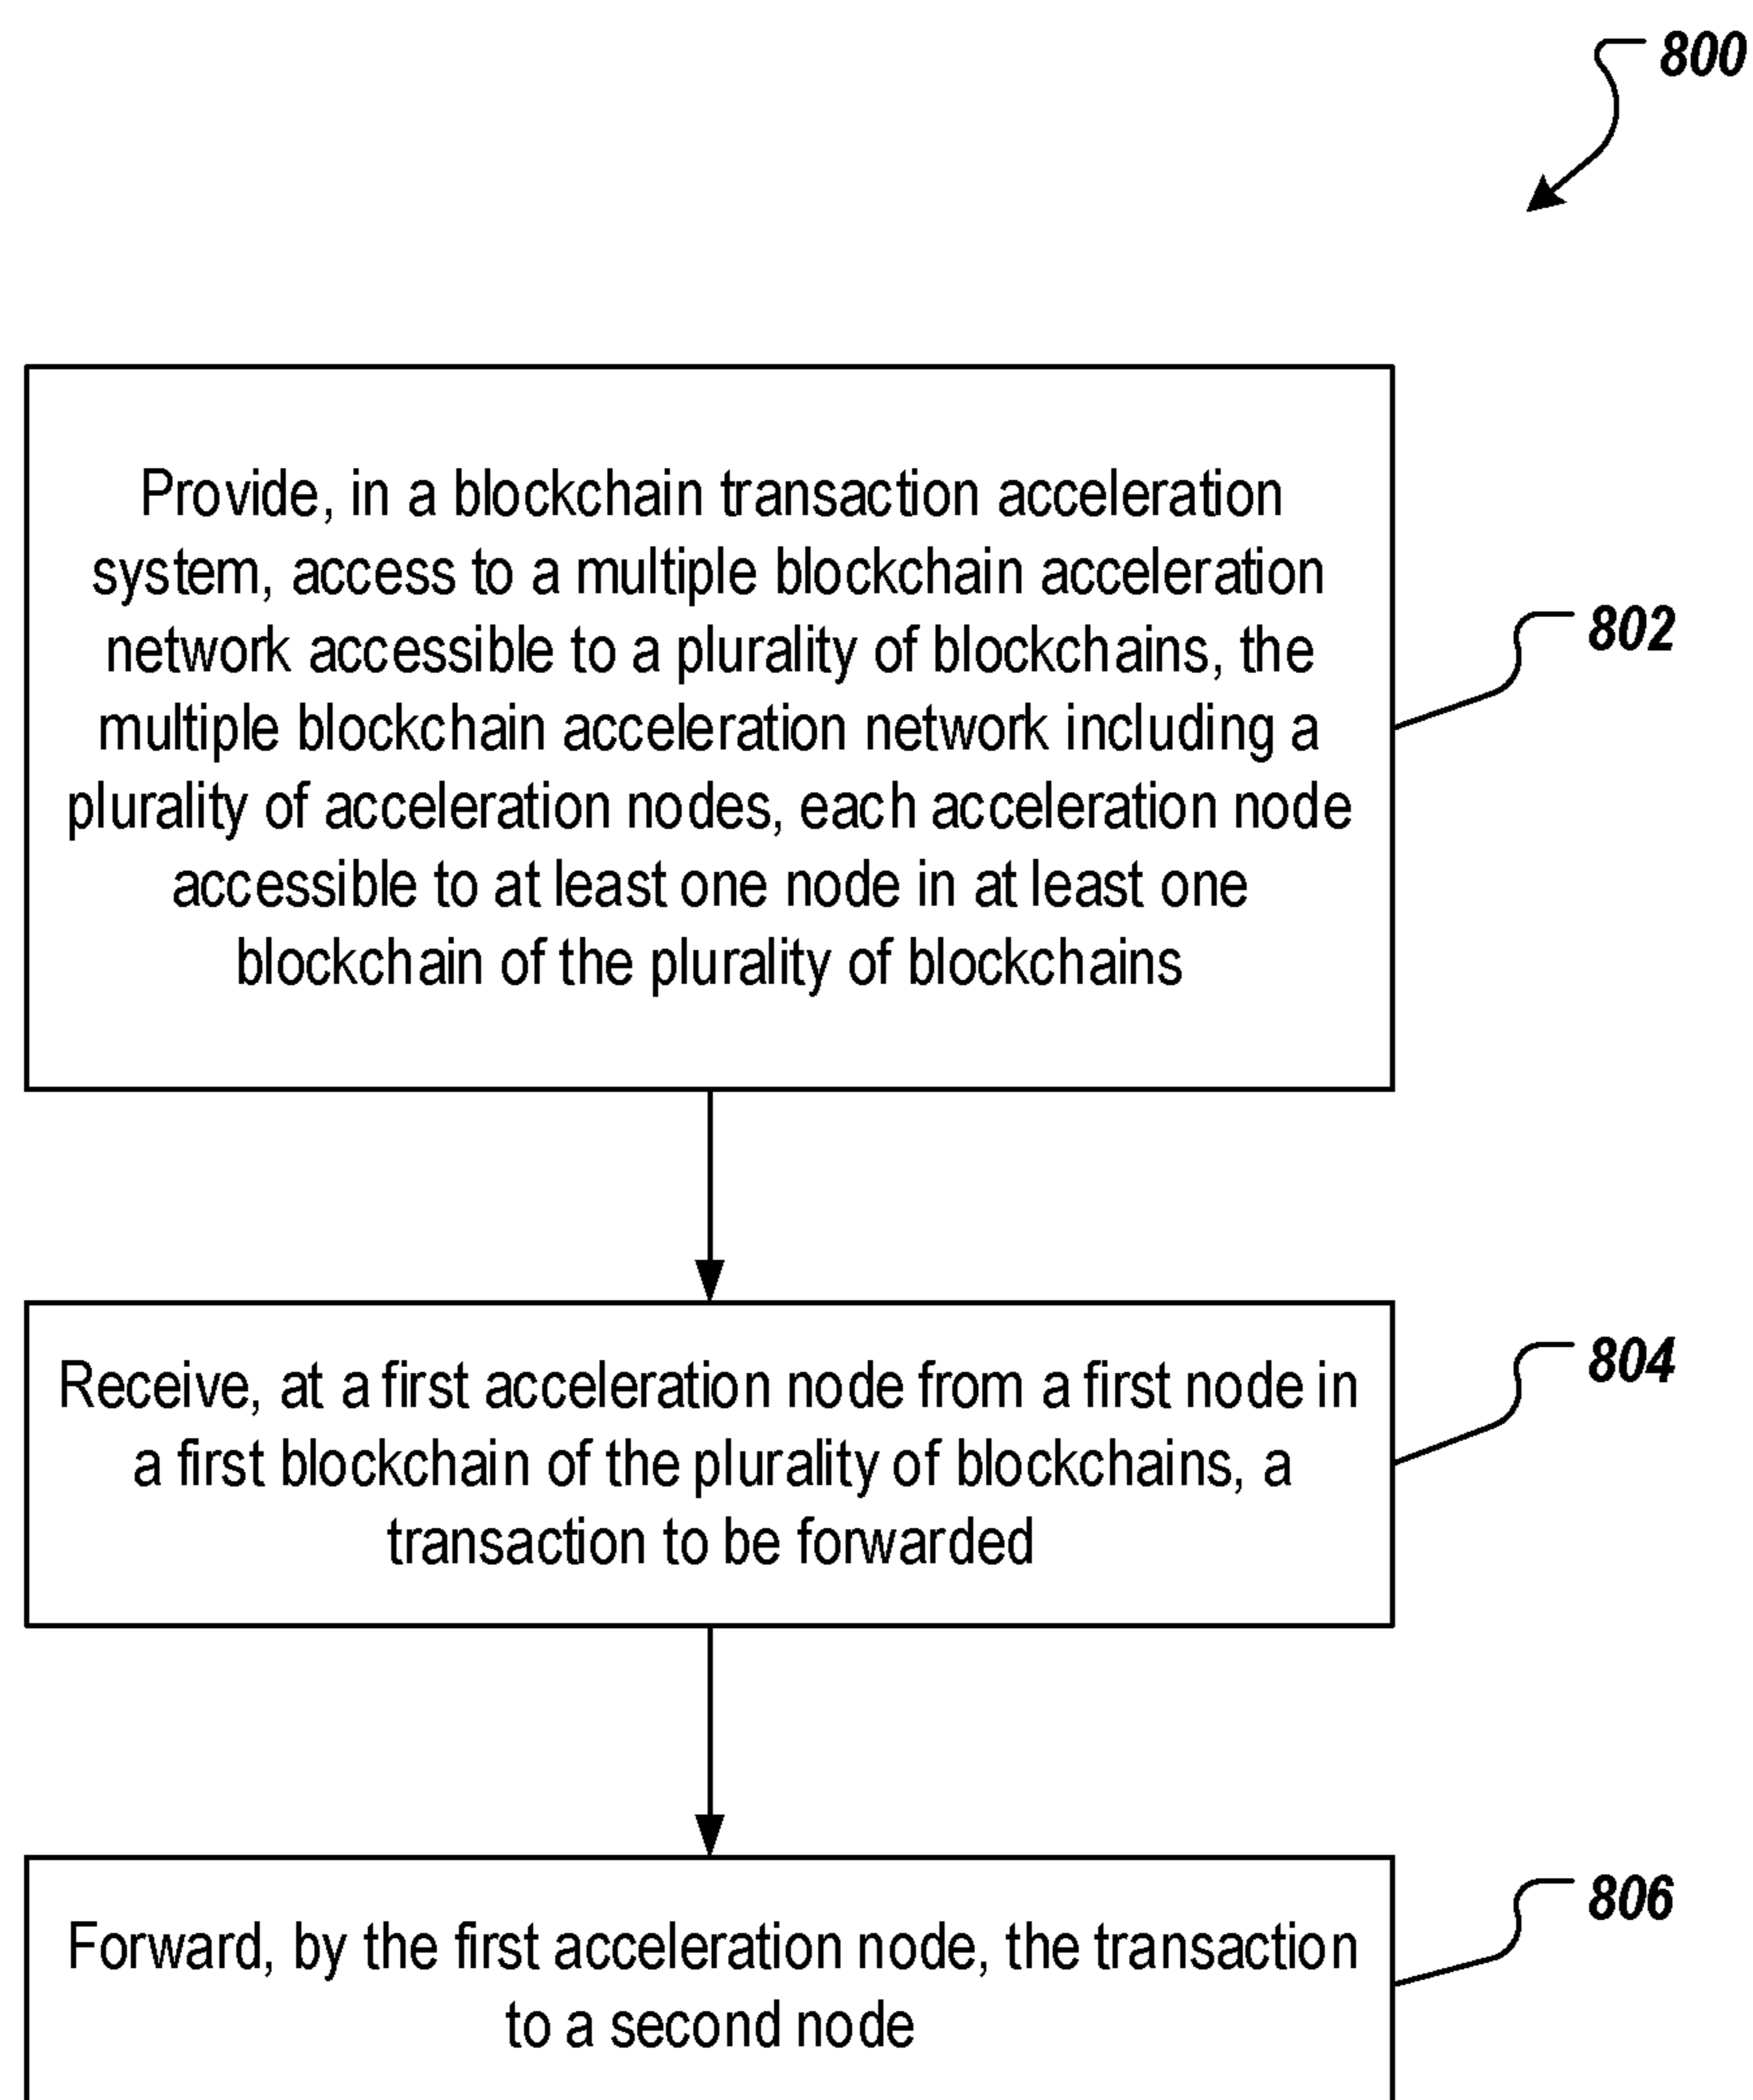 800
Provide, in a blockchain transaction acceleration
system, access to a multiple blockchain acceleration
network accessible to a plurality of blockchains, the
multiple blockchain acceleration network including a
plurality of acceleration nodes, each acceleration node
accessible to at least one node in at least one
blockchain of the plurality of blockchains
802
Receive, at a first acceleration node from a first node in
a first blockchain of the plurality of blockchains, a
transaction to be forwarded
804
Forward, by the first acceleration node, the transaction
to a second node
806